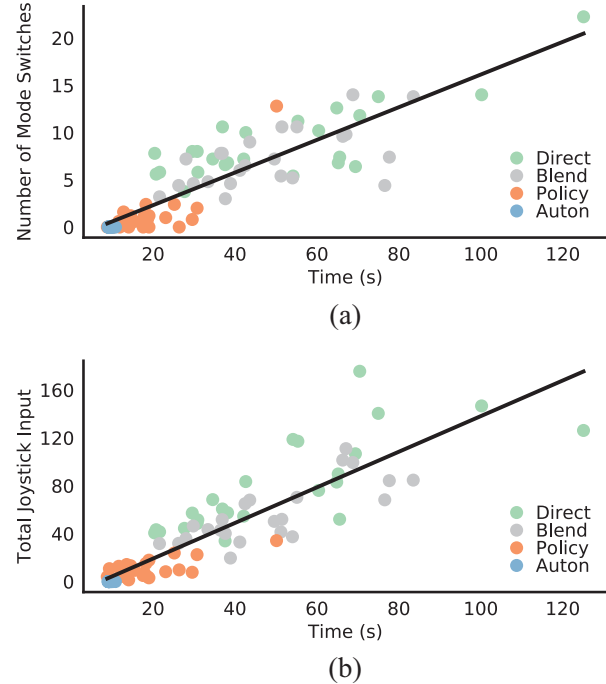 Number of Mode Switches
20
15
10
5
0
Direct
Blend
Policy
Auton
20 40 60 80 100 120
Time (s)
(a)
Total Joystick Input
160
120
80
40
0
Direct
Blend
Policy
Auton
20 40 60 80 100 120
Time (s)
(b)